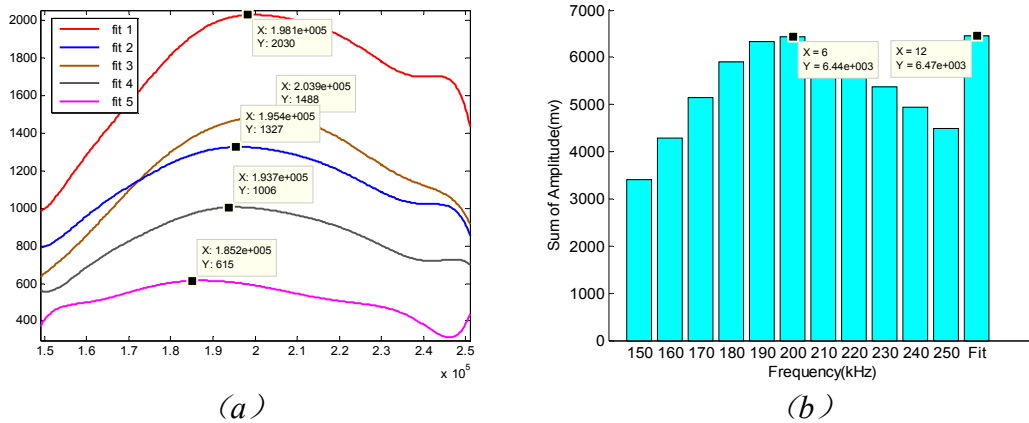 2000
1800
1600
1400
1200
1000
800
600
400
fit 1
fit 2
fit 3
fit 4
fit 5
X: 1.981e+005
Y: 2030
X: 2.039e+005
Y: 1488
X: 1.954e+005
Y: 1327
X: 1.937e+005
Y: 1006
X: 1.852e+005
Y: 615
1.5 1.6 1.7 1.8 1.9 2 2.1 2.2 2.3 2.4 2.5
x 10⁵
(a)
7000
6000
5000
4000
3000
2000
1000
0
Sum of Amplitude(mv)
X = 6
Y = 6.44e+003
X = 12
Y = 6.47e+003
150 160 170 180 190 200 210 220 230 240 250 Fit
Frequency(kHz)
(b)